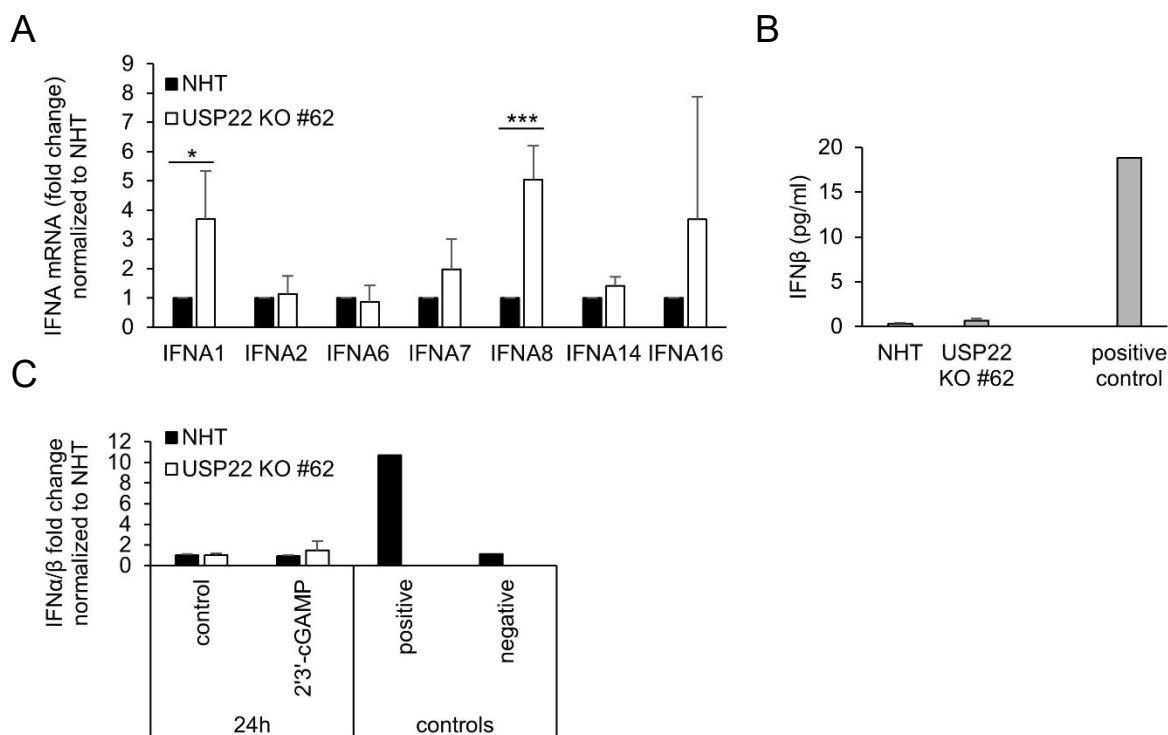 A
IFNA mRNA (fold change)
normalized to NHT
9
8
7
6
5
4
3
2
1
0
NHT
USP22 KO #62
*
***
IFNA1 IFNA2 IFNA6 IFNA7 IFNA8 IFNA14 IFNA16
B
IFNβ (pg/ml)
20
15
10
5
0
NHT USP22 positive
KO #62 control
C
IFNα/β fold change
normalized to NHT
12
10
8
6
4
2
0
NHT
USP22 KO #62
control
2'3'-cGAMP
positive
negative
24h controls